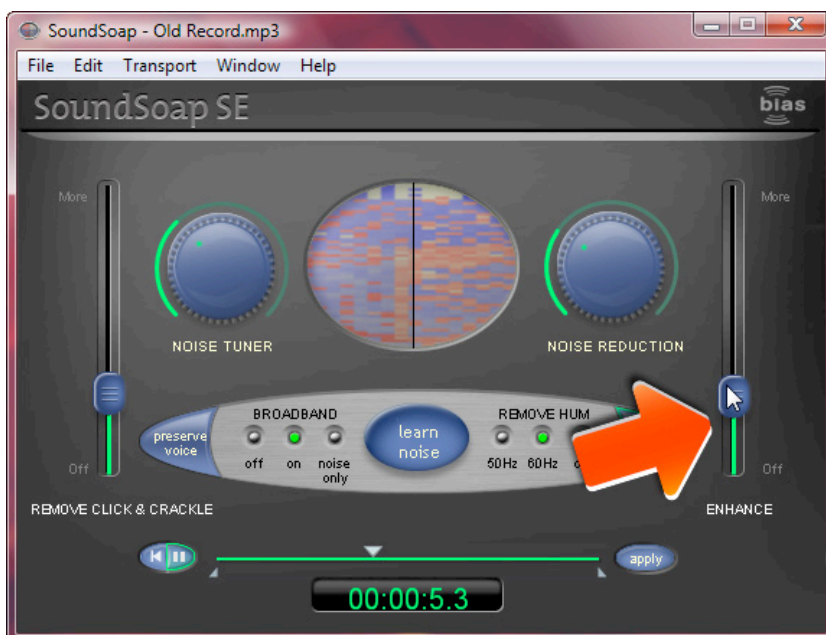 SoundSoap - Old Record.mp3
File Edit Transport Window Help
SoundSoap SE
bias
More
More
NOISE TUNER
NOISE REDUCTION
BROADBAND
REMOVE HUM
preserve voice
learn noise
off on noise only
50Hz 60Hz
Off
Off
REMOVE CLICK & CRACKLE
ENHANCE
apply
00:00:5.3